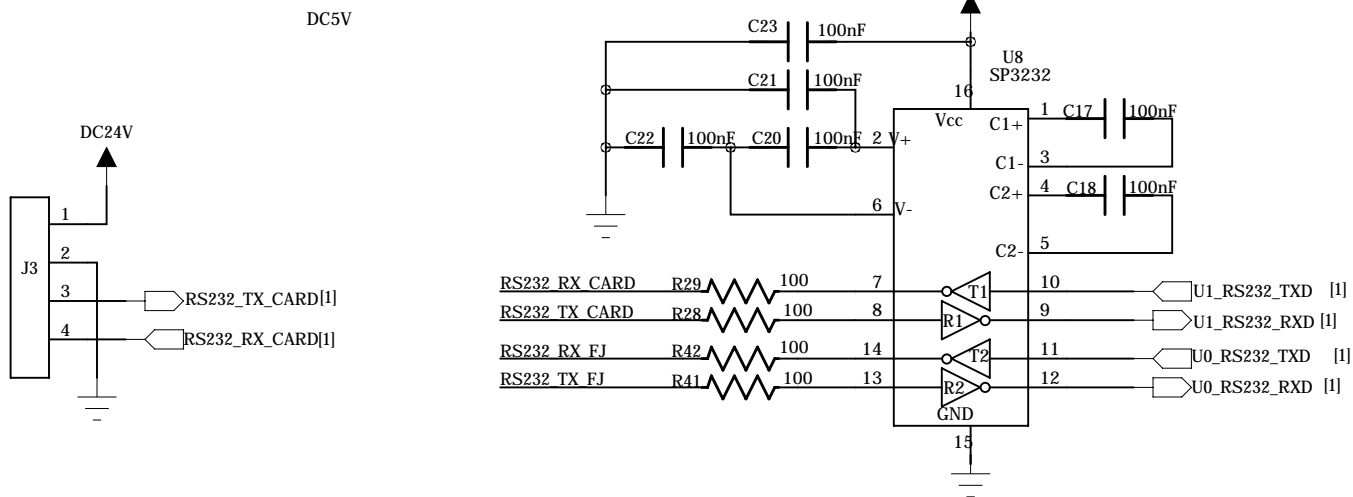 DC5V
C23 100nF
U8
SP3232
C21 100nF
16
Vcc
DC24V
C22 100nF C20 100nF 2 V+
C1+ 1 C17 100nF
C1- 3
C2+ 4 C18 100nF
6 V-
C2- 5
J3
1
2
3 RS232_TX_CARD[1]
4 RS232_RX_CARD[1]
RS232_RX_CARD R29 100 7 T1 10 U1_RS232_TXD [1]
RS232_TX_CARD R28 100 8 R1 9 U1_RS232_RXD [1]
RS232_RX_FJ R42 100 14 T2 11 U0_RS232_TXD [1]
RS232_TX_FJ R41 100 13 R2 12 U0_RS232_RXD [1]
GND
15